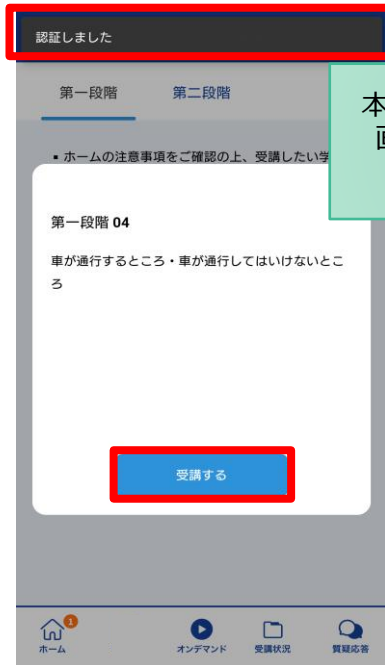 認証しました
第一段階 第二段階
本
▪ ホームの注意事項をご確認の上、受講したい学
第一段階 04
車が通行するところ・車が通行してはいけないとこ
ろ
受講する
1
ホーム オンデマンド 受講状況 質疑応答